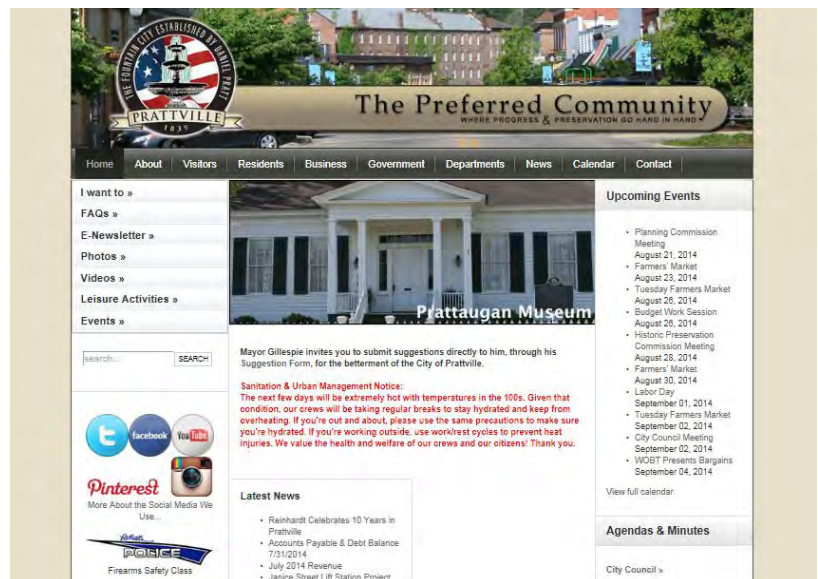 THE FOUNTAIN CITY ESTABLISHED BY DANIEL PRATT
PRATTVILLE
1839
The Preferred Community
WHERE PROGRESS & PRESERVATION GO HAND IN HAND
Home About Visitors Residents Business Government Departments News Calendar Contact
I want to »
FAQs »
E-Newsletter »
Photos »
Videos »
Leisure Activities »
Events »
search...
SEARCH
facebook
You Tube
Pinterest
More About the Social Media We
Use...
POLICE
Firearms Safety Class
Prattaugan Museum
Mayor Gillespie invites you to submit suggestions directly to him, through his
Suggestion Form, for the betterment of the City of Prattville.
Sanitation & Urban Management Notice:
The next few days will be extremely hot with temperatures in the 100s. Given that
condition, our crews will be taking regular breaks to stay hydrated and keep from
overheating. If you're out and about, please use the same precautions to make sure
you're hydrated. If you're working outside, use work/rest cycles to prevent heat
injuries. We value the health and welfare of our crews and our citizens! Thank you.
Latest News
• Reinhardt Celebrates 10 Years in
Prattville
• Accounts Payable & Debt Balance
7/31/2014
• July 2014 Revenue
• Janice Street Lift Station Project
Upcoming Events
• Planning Commission
Meeting
August 21, 2014
• Farmers' Market
August 23, 2014
• Tuesday Farmers Market
August 26, 2014
• Budget Work Session
August 26, 2014
• Historic Preservation
Commission Meeting
August 28, 2014
• Farmers' Market
August 30, 2014
• Labor Day
September 01, 2014
• Tuesday Farmers Market
September 02, 2014
• City Council Meeting
September 02, 2014
• WOBT Presents Bargains
September 04, 2014
View full calendar
Agendas & Minutes
City Council »